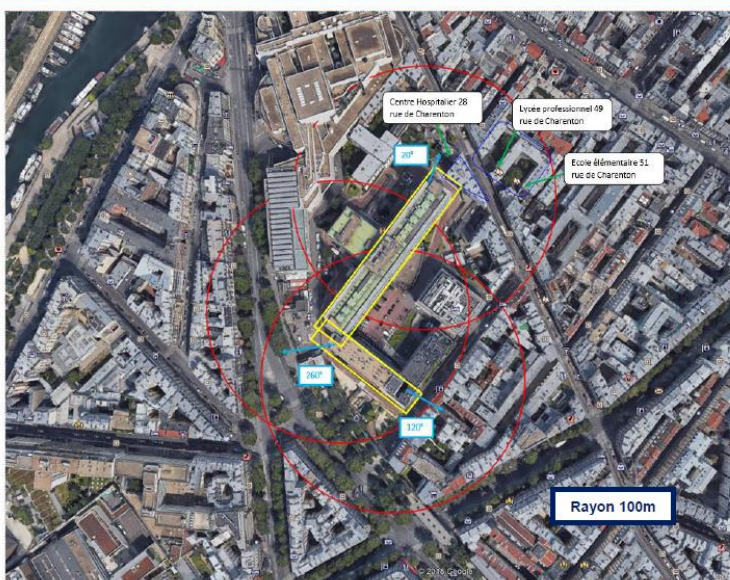 Centre Hospitalier 28
rue de Charenton
Lycée professionnel 49
rue de Charenton
Ecole élémentaire 51
rue de Charenton
20°
260°
120°
Rayon 100m
© 2018 Google